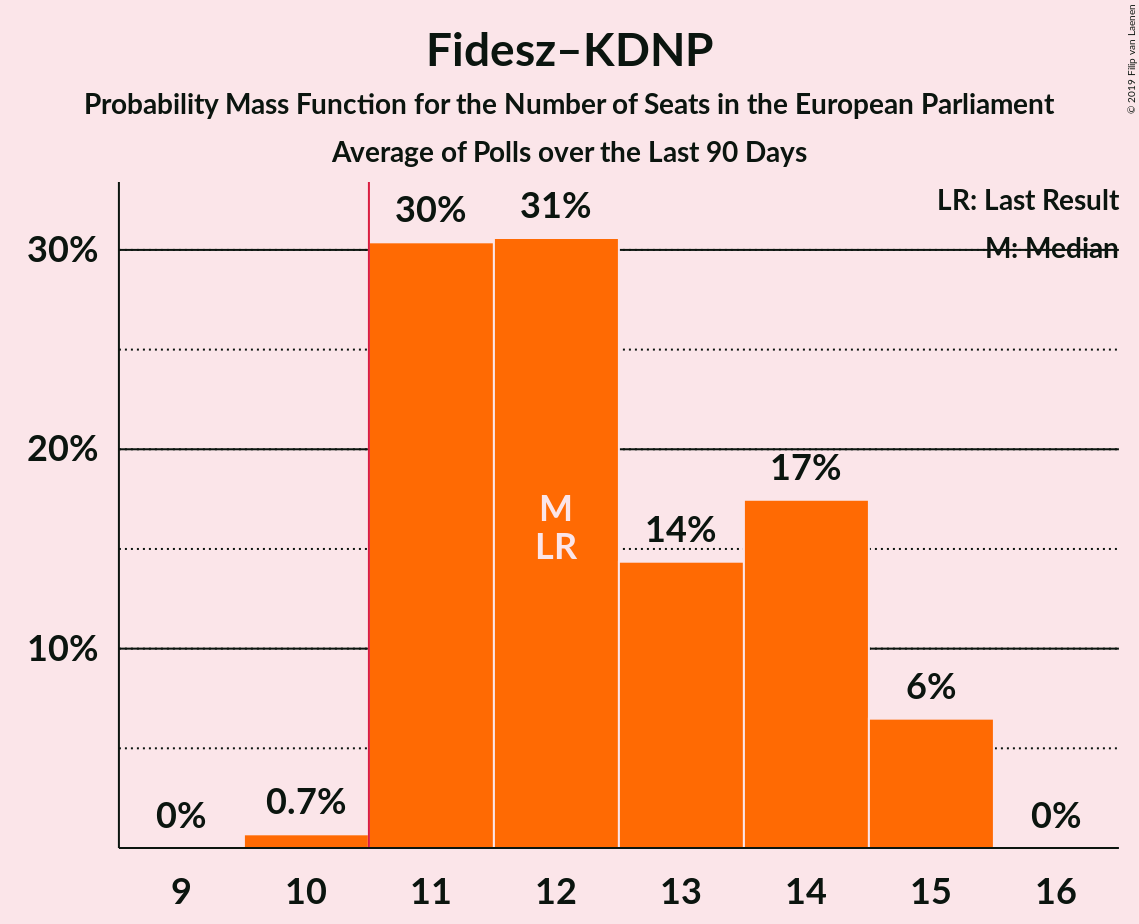 Fidesz–KDNP
Probability Mass Function for the Number of Seats in the European Parliament
Average of Polls over the Last 90 Days
© 2019 Filip van Laenen
LR: Last Result
M: Median
30%
20%
10%
0%
0.7%
30%
31%
14%
17%
6%
0%
M
LR
9 10 11 12 13 14 15 16